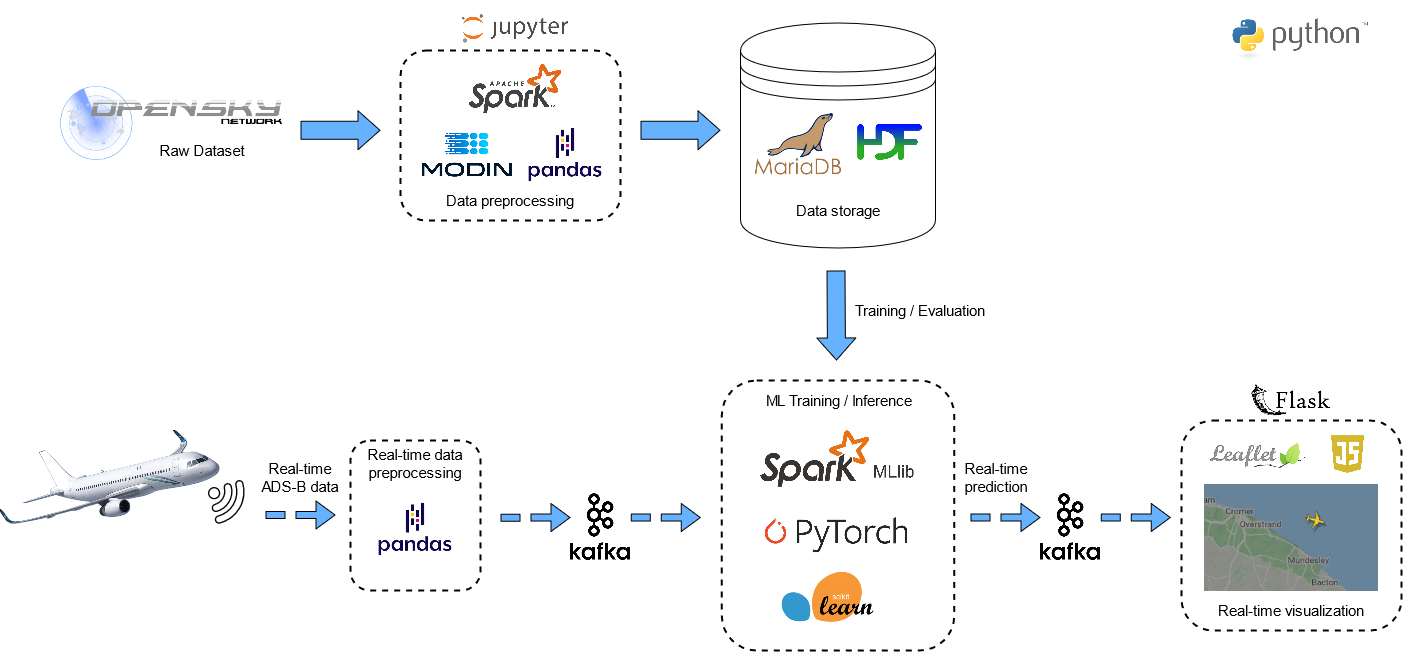 jupyter
python™
APACHE
Spark
OPENSKY
NETWORK
Raw Dataset
MODIN
pandas
Data preprocessing
MariaDB
HDF
Data storage
Training / Evaluation
ML Training / Inference
Flask
Real-time
ADS-B data
Real-time data
preprocessing
pandas
kafka
Spark MLlib
PyTorch
scikit
learn
Real-time
prediction
kafka
Leaflet
JS
Cromer
Overstrand
Mundesley
Bacton
Real-time visualization